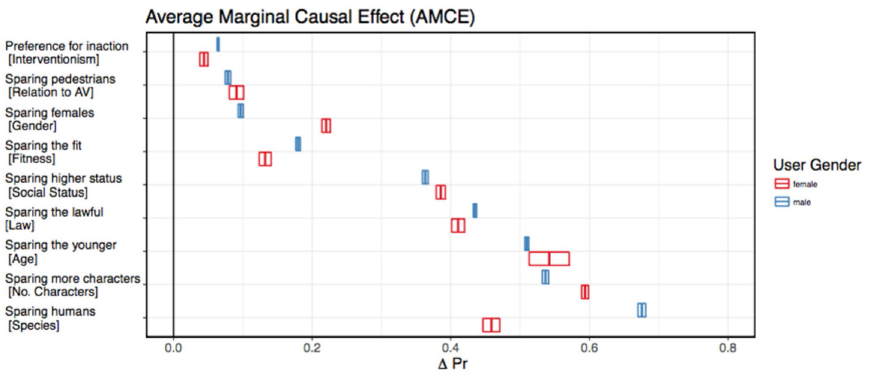 Average Marginal Causal Effect (AMCE)
Preference for inaction
[Interventionism]
Sparing pedestrians
[Relation to AV]
Sparing females
[Gender]
Sparing the fit
[Fitness]
Sparing higher status
[Social Status]
Sparing the lawful
[Law]
Sparing the younger
[Age]
Sparing more characters
[No. Characters]
Sparing humans
[Species]
User Gender
female
male
0.0 0.2 0.4 0.6 0.8
Δ Pr